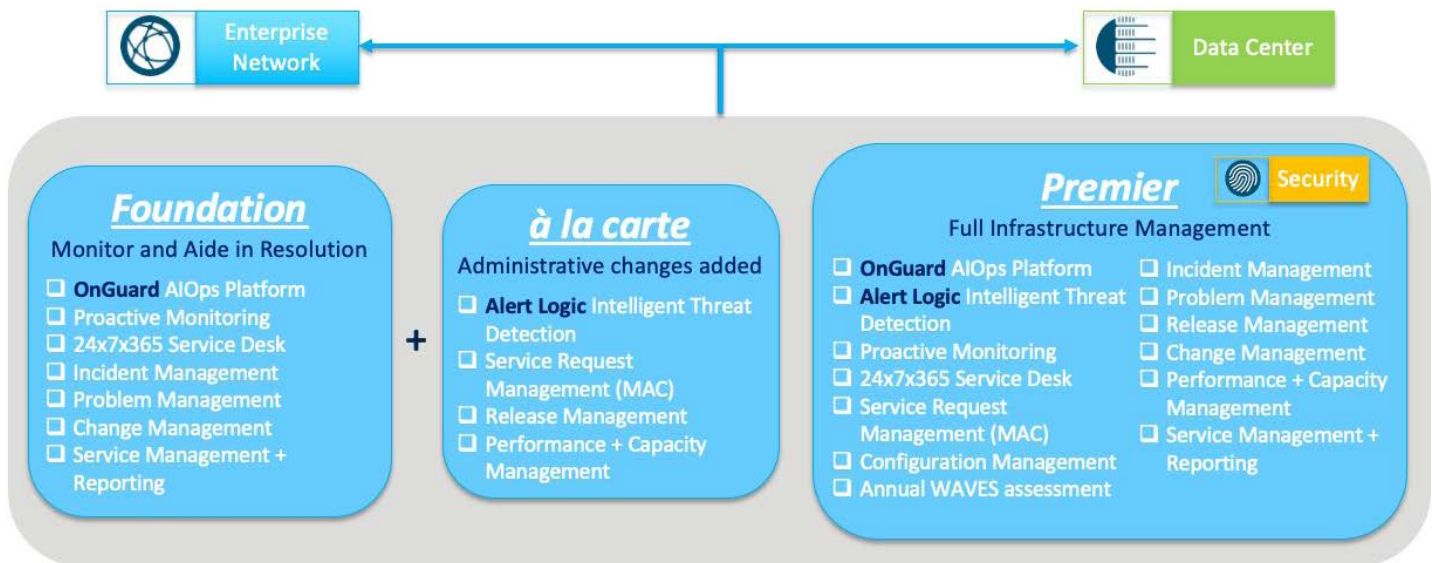 Enterprise
Network
Data Center
Foundation
Monitor and Aide in Resolution
❑ OnGuard AIOps Platform
❑ Proactive Monitoring
❑ 24x7x365 Service Desk
❑ Incident Management
❑ Problem Management
❑ Change Management
❑ Service Management +
Reporting
+
à la carte
Administrative changes added
❑ Alert Logic Intelligent Threat
Detection
❑ Service Request
Management (MAC)
❑ Release Management
❑ Performance + Capacity
Management
Premier
Security
Full Infrastructure Management
❑ OnGuard AIOps Platform
❑ Alert Logic Intelligent Threat
Detection
❑ Proactive Monitoring
❑ 24x7x365 Service Desk
❑ Service Request
Management (MAC)
❑ Configuration Management
❑ Annual WAVES assessment
❑ Incident Management
❑ Problem Management
❑ Release Management
❑ Change Management
❑ Performance + Capacity
Management
❑ Service Management +
Reporting